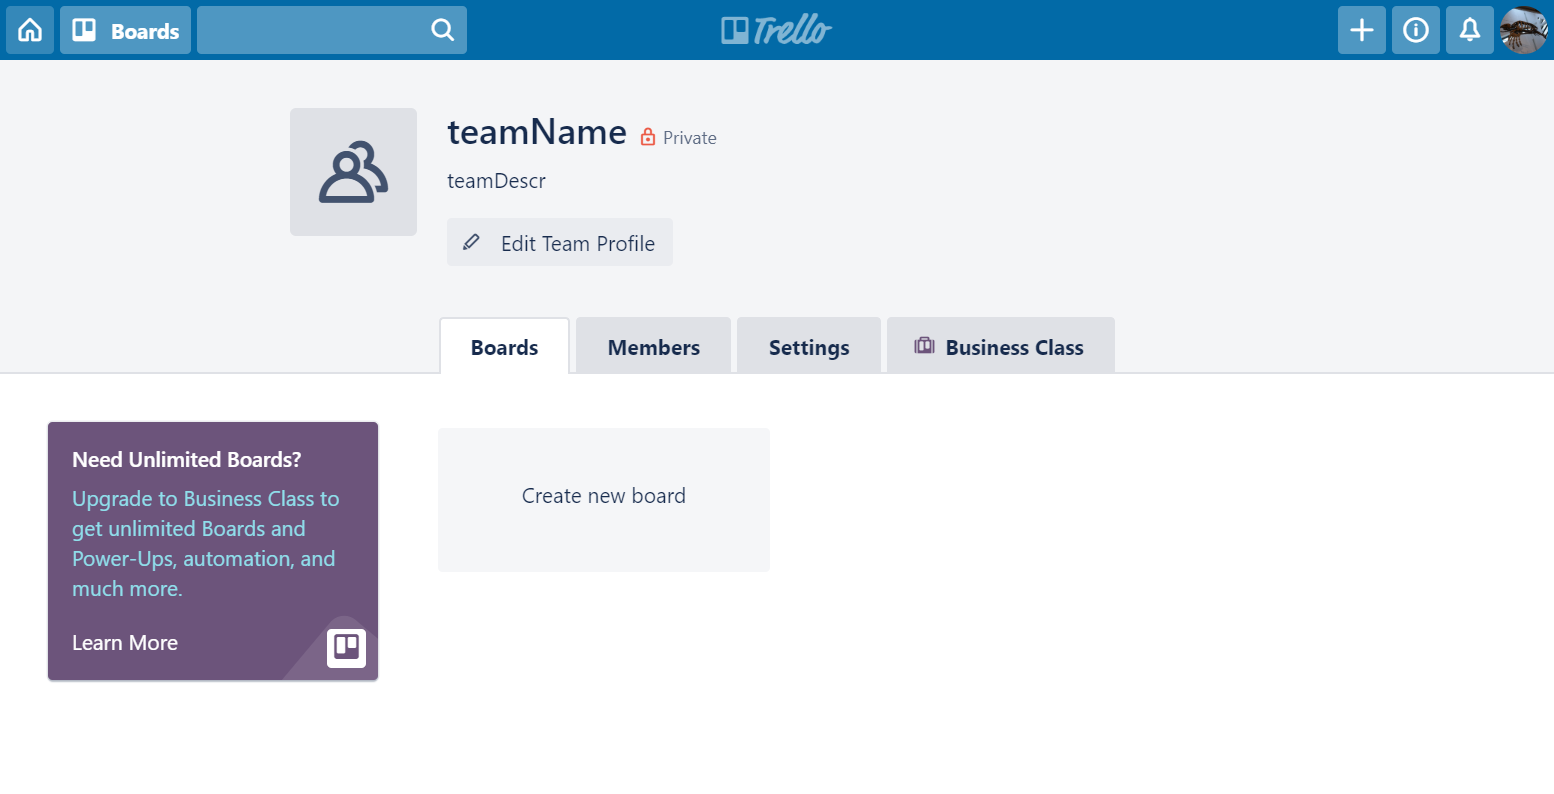 Boards
Trello
teamName
Private
teamDescr
Edit Team Profile
Boards
Members
Settings
Business Class
Need Unlimited Boards?
Upgrade to Business Class to
get unlimited Boards and
Power-Ups, automation, and
much more.
Learn More
Create new board